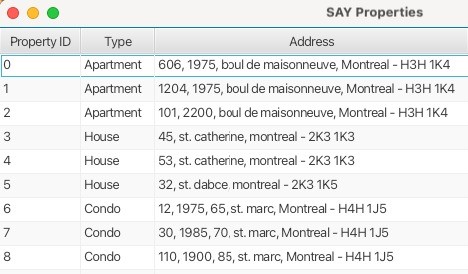 SAY Properties
Property ID Type Address
0 Apartment 606, 1975, boul de maisonneuve, Montreal - H3H 1K4
1 Apartment 1204, 1975, boul de maisonneuve, Montreal - H3H 1K4
2 Apartment 101, 2200, boul de maisonneuve, Montreal - H3H 1K4
3 House 45, st. catherine, montreal - 2K3 1K3
4 House 53, st. catherine, montreal - 2K3 1K3
5 House 32, st. dabce, montreal - 2K3 1K5
6 Condo 12, 1975, 65, st. marc, Montreal - H4H 1J5
7 Condo 30, 1985, 70, st. marc, Montreal - H4H 1J5
8 Condo 110, 1900, 85, st. marc, Montreal - H4H 1J5